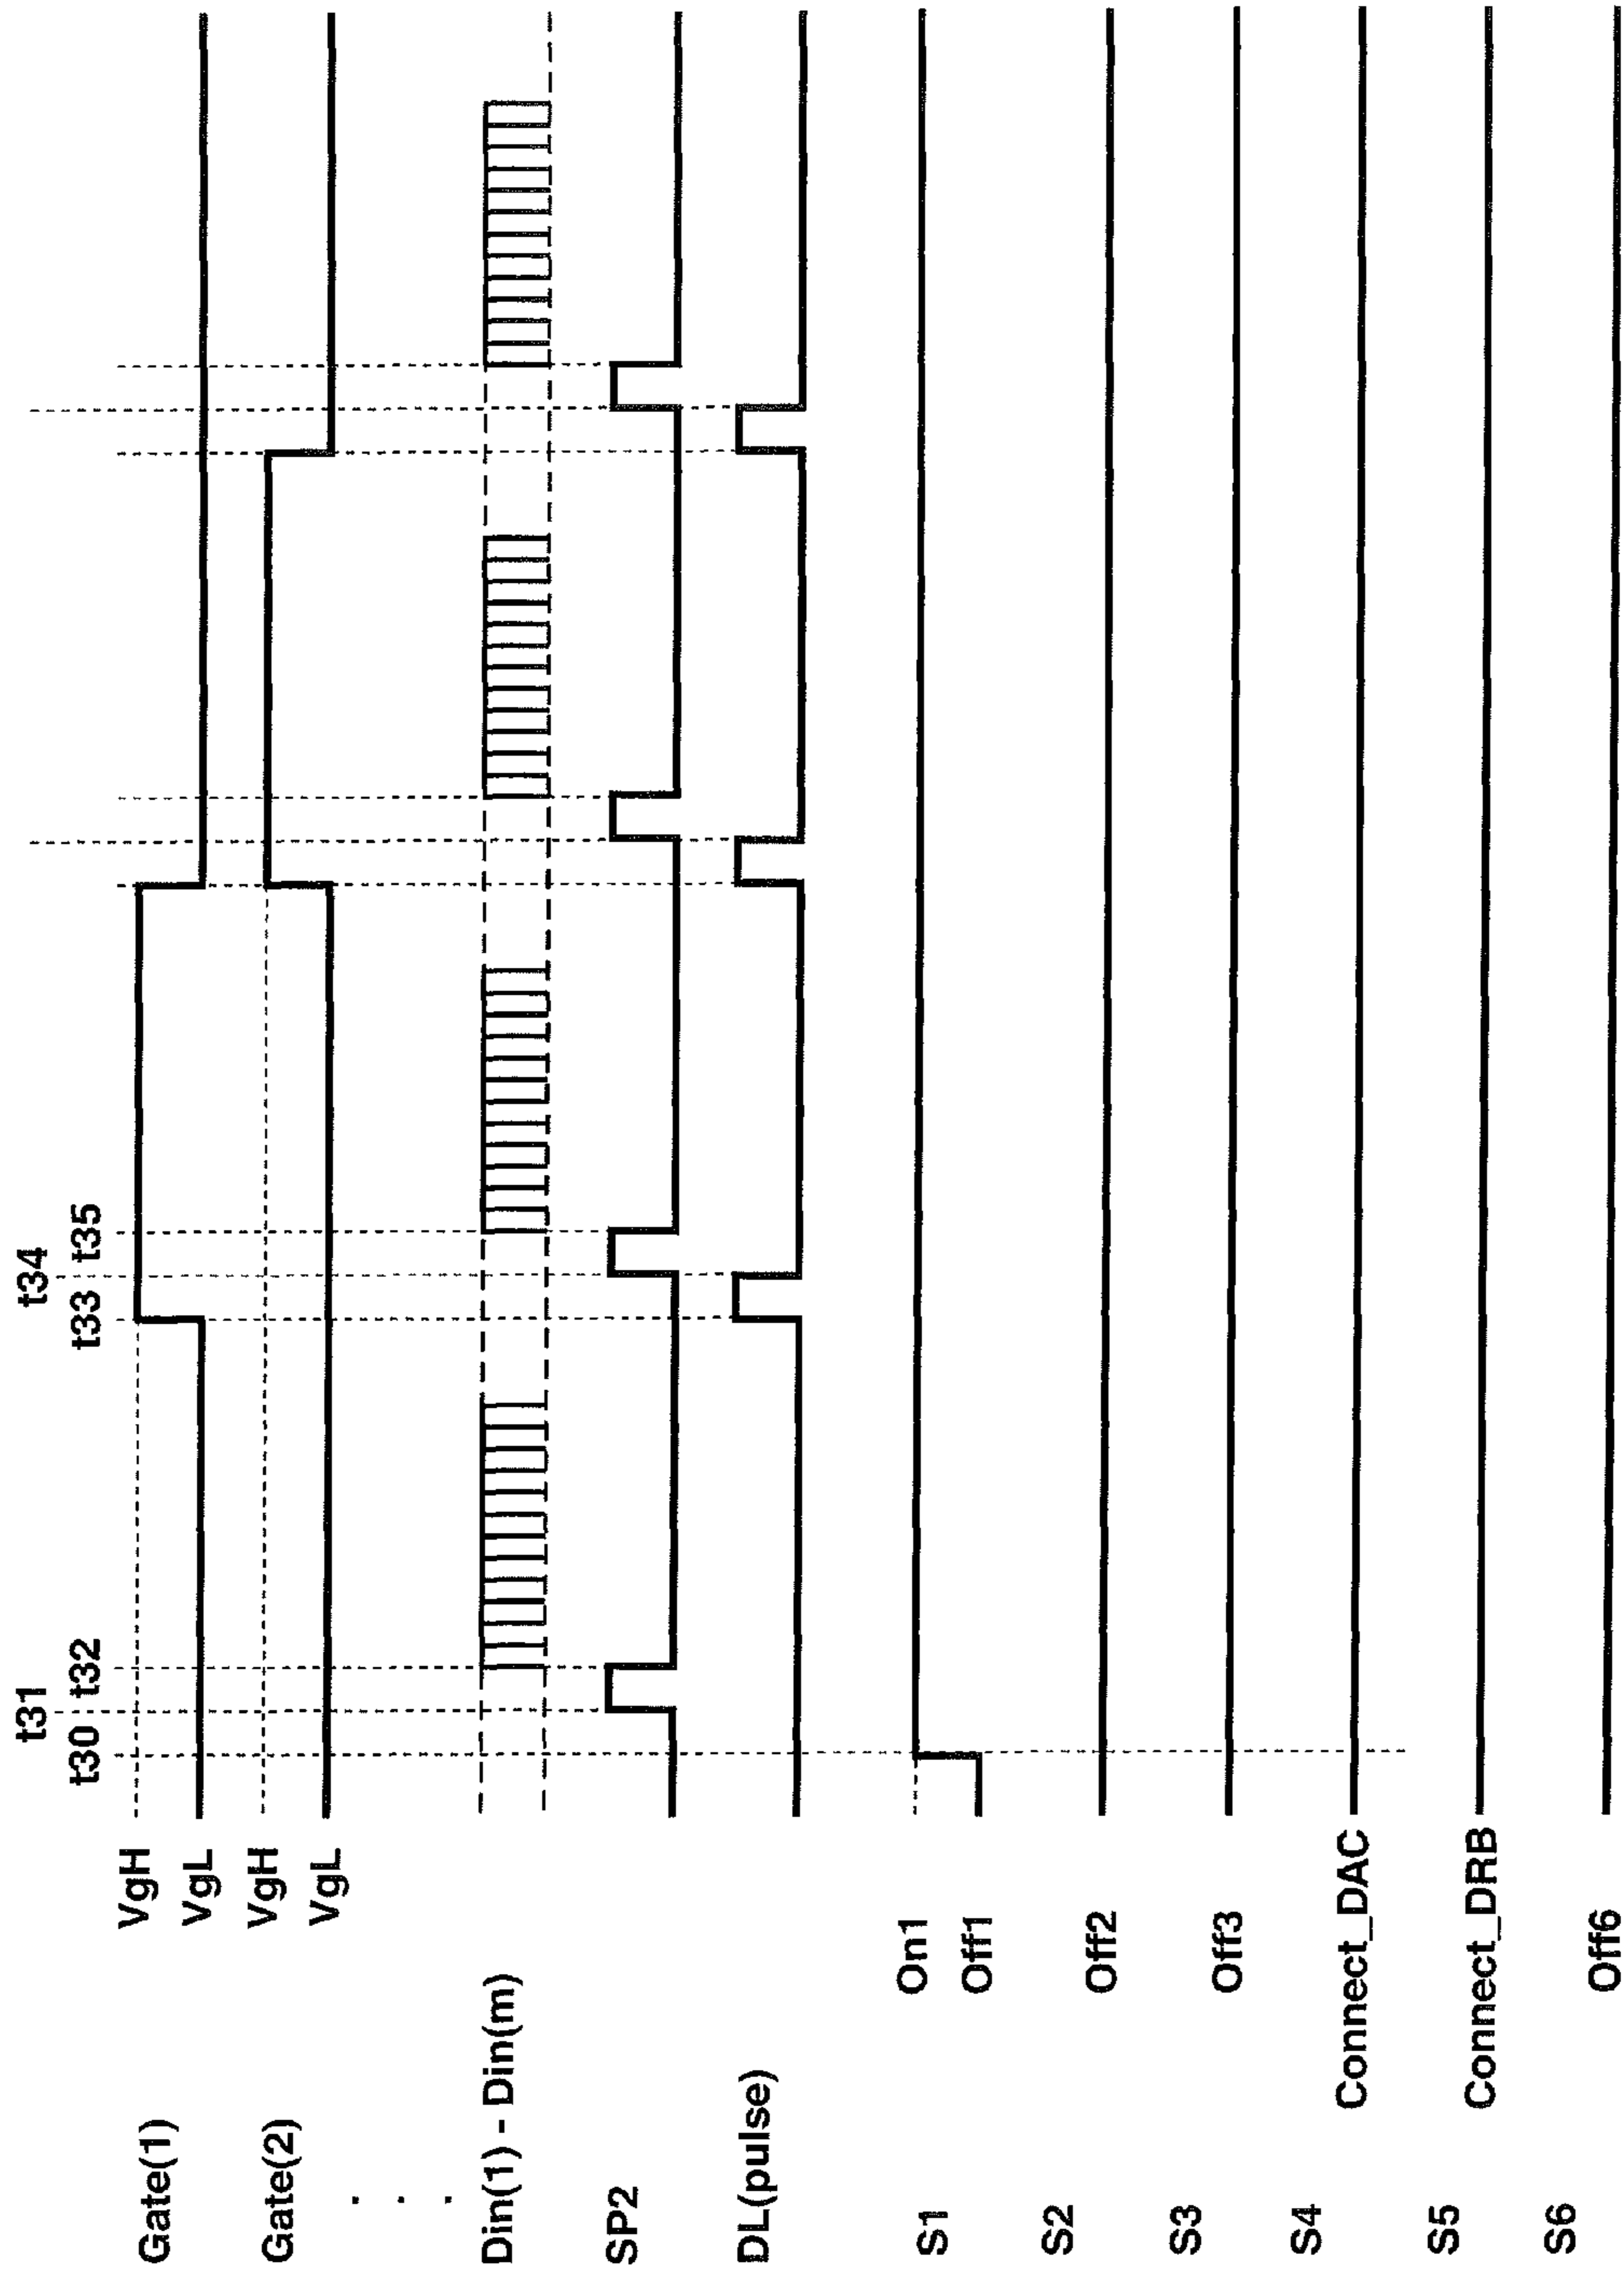 t31
t34
t30 t32
t33 t35
Gate(1)
VgH
VgL
Gate(2)
VgH
VgL
. . .
Din(1) - Din(m)
SP2
DL(pulse)
S1
On1
Off1
S2
Off2
S3
Off3
S4
Connect_DAC
S5
Connect_DRB
S6
Off6